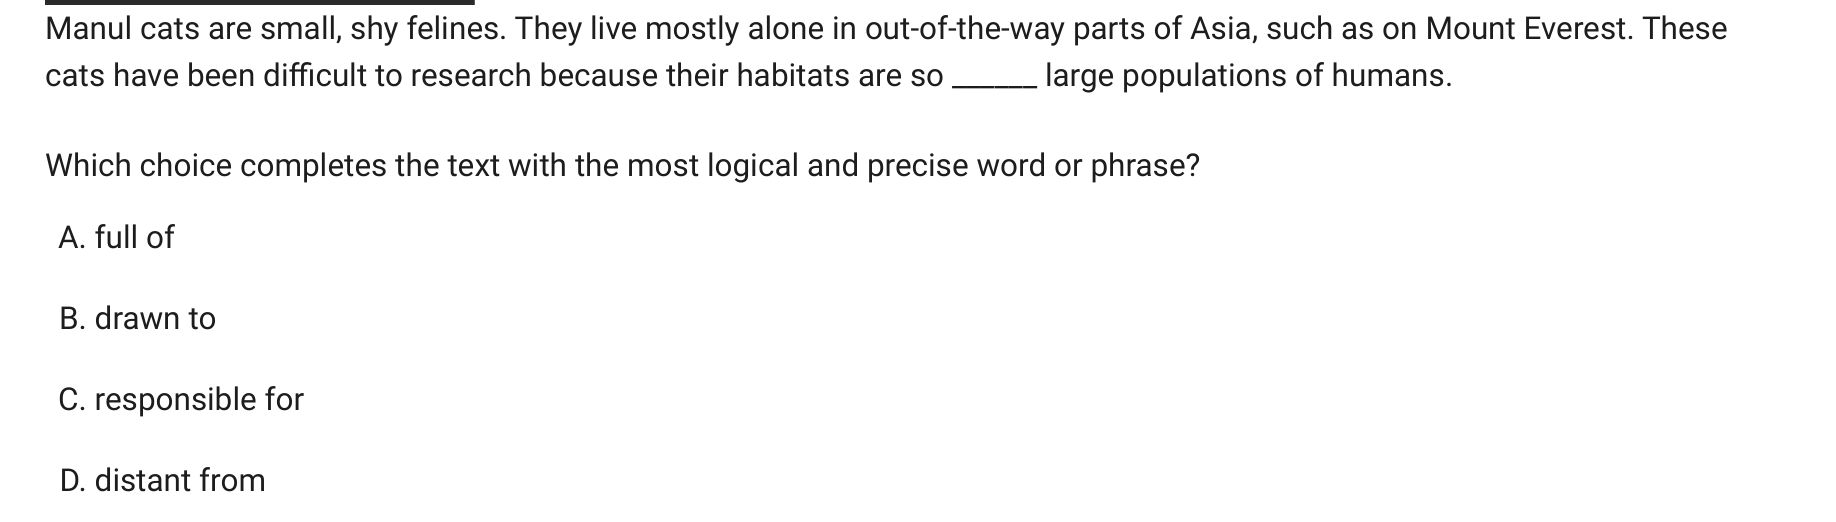 Manul cats are small, shy felines. They live mostly alone in out-of-the-way parts of Asia, such as on Mount Everest. These
cats have been difficult to research because their habitats are so ______ large populations of humans.
Which choice completes the text with the most logical and precise word or phrase?
A. full of
B. drawn to
C. responsible for
D. distant from